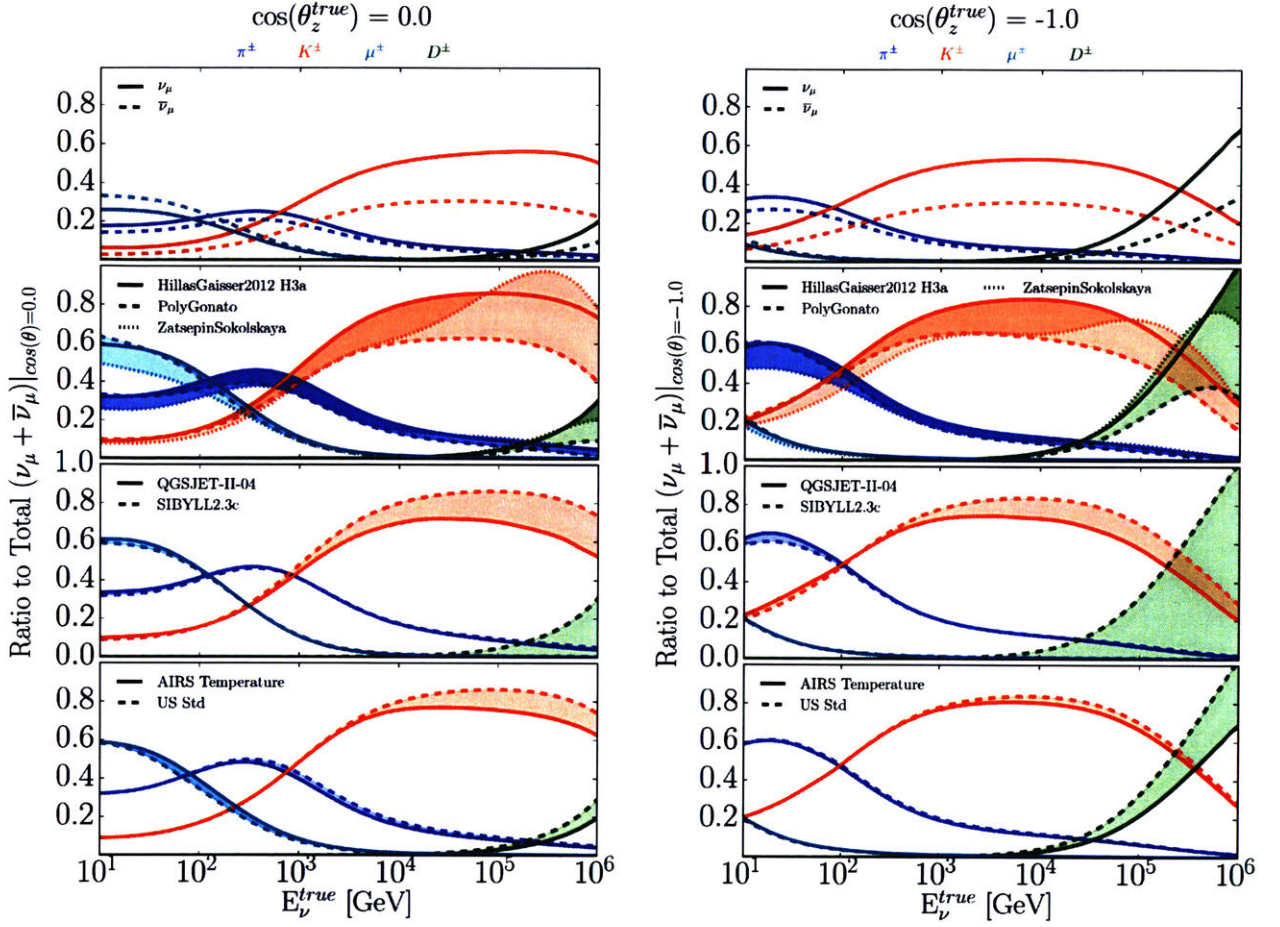 cos(θ_z^{true}) = 0.0
π^± K^± μ^± D^±
ν_μ
ν̄_μ
0.8
0.6
0.4
0.2
HillasGaisser2012 H3a
PolyGonato
ZatsepinSokolskaya
0.8
0.6
0.4
0.2
1.0
QGSJET-II-04
SIBYLL2.3c
0.8
0.6
0.4
0.2
0.0
AIRS Temperature
US Std
0.8
0.6
0.4
0.2
10^1 10^2 10^3 10^4 10^5 10^6
E_ν^{true} [GeV]
Ratio to Total (ν_μ + ν̄_μ)|_{cos(θ)=0.0}
cos(θ_z^{true}) = -1.0
π^± K^± μ^± D^±
ν_μ
ν̄_μ
0.8
0.6
0.4
0.2
HillasGaisser2012 H3a ZatsepinSokolskaya
PolyGonato
0.8
0.6
0.4
0.2
1.0
QGSJET-II-04
SIBYLL2.3c
0.8
0.6
0.4
0.2
0.0
AIRS Temperature
US Std
0.8
0.6
0.4
0.2
10^1 10^2 10^3 10^4 10^5 10^6
E_ν^{true} [GeV]
Ratio to Total (ν_μ + ν̄_μ)|_{cos(θ)=−1.0}